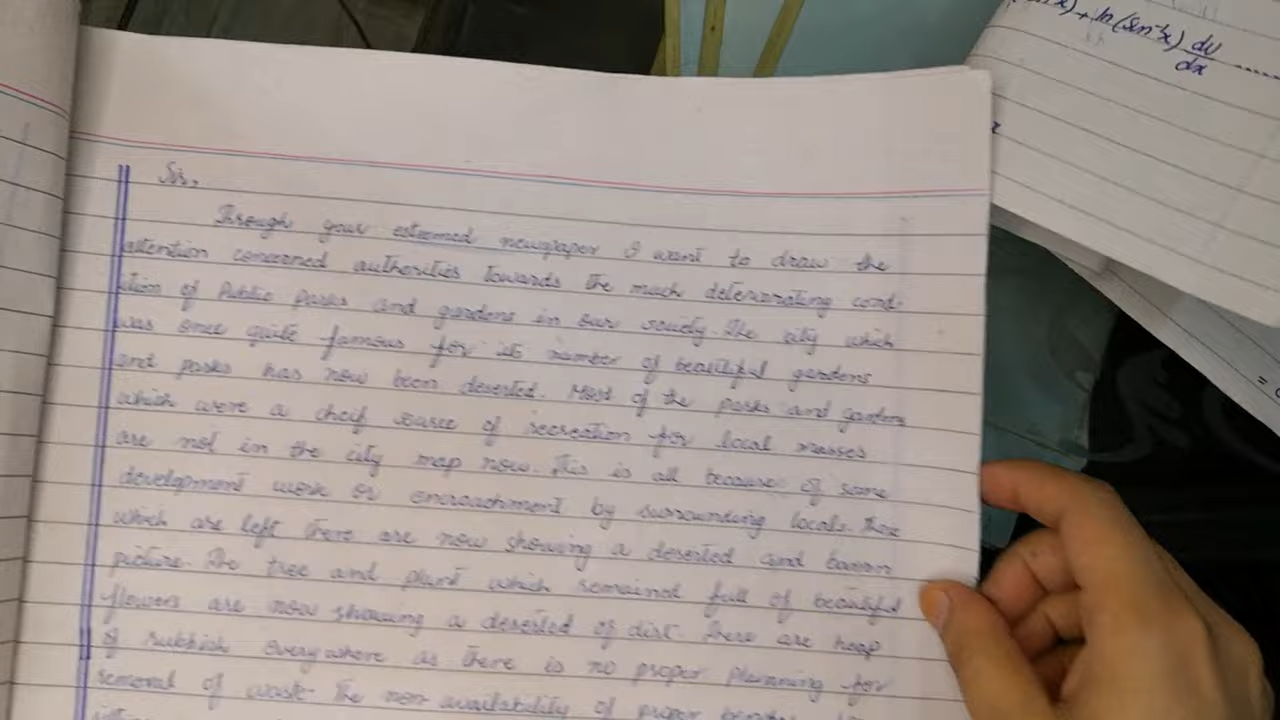 Sir,
Through your esteemed newspaper I want to draw the
attention concerned authorities towards the much deteriorating cond-
ition of Public parks and gardens in our society. The city which
was once quite famous for its number of beautiful gardens
and parks has now been deserted. Most of the parks and gardens
which were a cheif source of recreation for local masses
are not in the city map now. This is all because of some
development work or encroachment by surrounding locals. Those
which are left there are now showing a deserted and barren
picture. The tree and plant which remained full of beautiful
flowers are now showing a deserted of dirt. There are heap
of rubbish everywhere as there is no proper planning for
removal of waste. The non availability of proper
+ ln (Sin⁻¹x) dy/dx .....